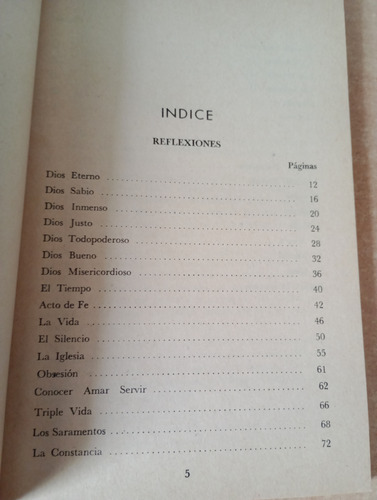 INDICE
REFLEXIONES
Páginas
Dios Eterno 12
Dios Sabio 16
Dios Inmenso 20
Dios Justo 24
Dios Todopoderoso 28
Dios Bueno 32
Dios Misericordioso 36
El Tiempo 40
Acto de Fe 42
La Vida 46
El Silencio 50
La Iglesia 55
Obsesión 61
Conocer Amar Servir 62
Triple Vida 66
Los Saramentos 68
La Constancia 72
5